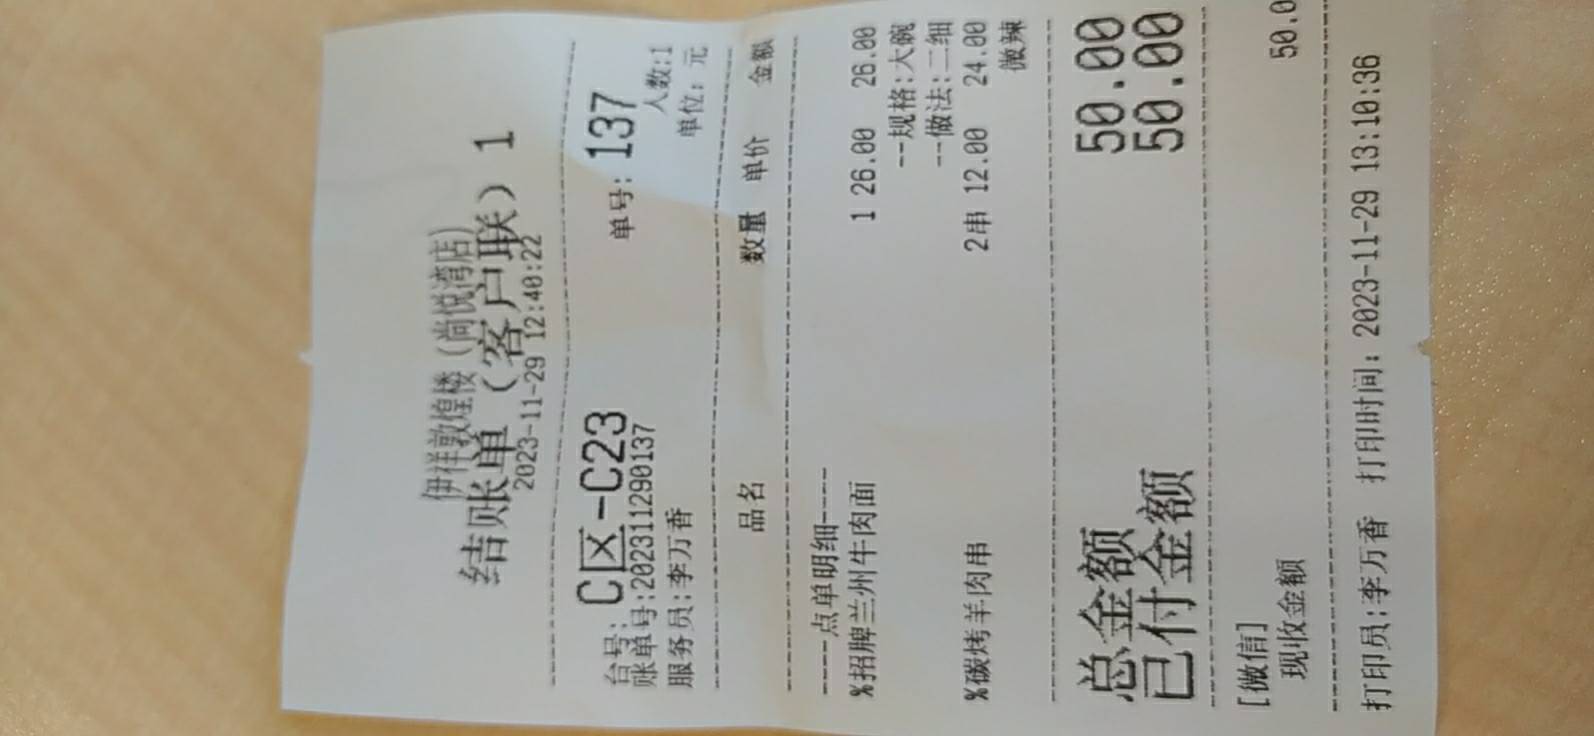 伊祥敦煌楼(尚悦湾店)
结账单(客户联)1
2023-11-29 12:40:22
台号: C区-C23 单号: 137
账单号:202311290137 人数:1
服务员:李万香 单位: 元
品名 数量 单价 金额
----点单明细----
%招牌兰州牛肉面 1 26.00 26.00
--规格:大碗
--做法:二细
%碳烤羊肉串 2串 12.00 24.00
微辣
总金额 50.00
已付金额 50.00
[微信]
现收金额 50.0
打印员:李万香 打印时间: 2023-11-29 13:10:36